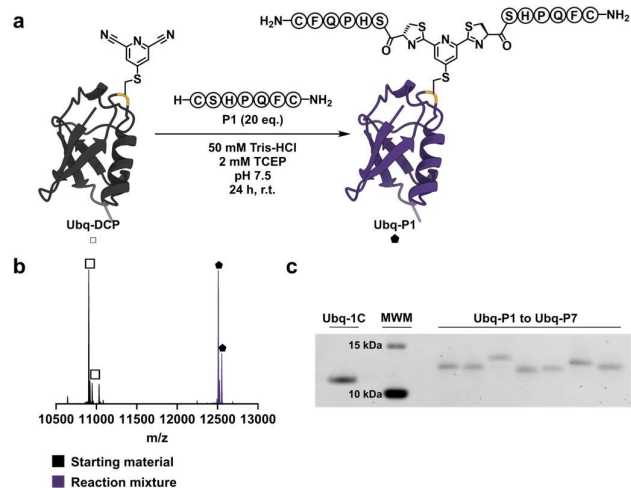 a
H₂N-CFQPHS
SHPQFC-NH₂
CN
CN
N
S
S
N
N
N
S
O
O
S
H-CSHPQFC-NH₂
P1 (20 eq.)
50 mM Tris-HCl
2 mM TCEP
pH 7.5
24 h, r.t.
Ubq-DCP
Ubq-P1
b
10500 11000 11500 12000 12500 13000
m/z
Starting material
Reaction mixture
c
Ubq-1C MWM Ubq-P1 to Ubq-P7
15 kDa
10 kDa